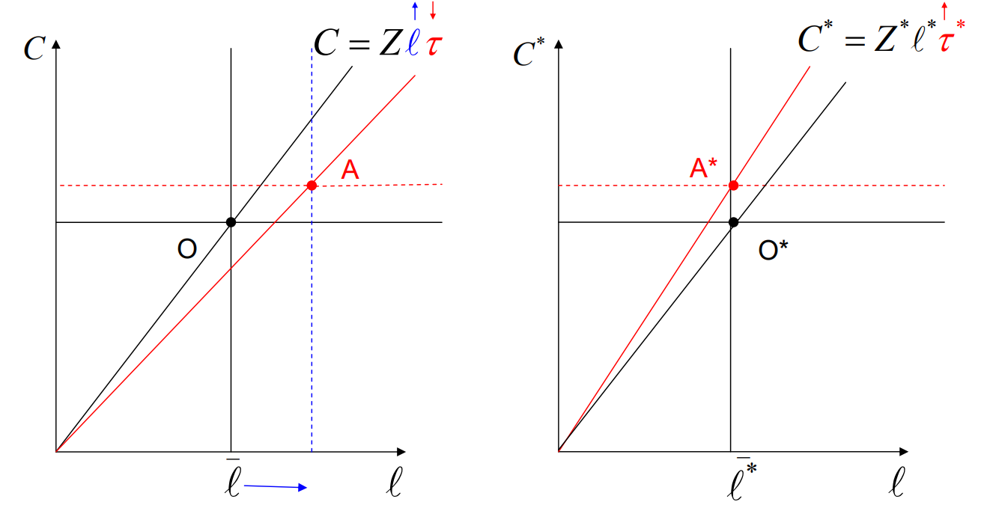 C
C = Zℓτ
A
O
ℓ̄
ℓ
C*
C* = Z*ℓ*τ*
A*
O*
ℓ̄*
ℓ